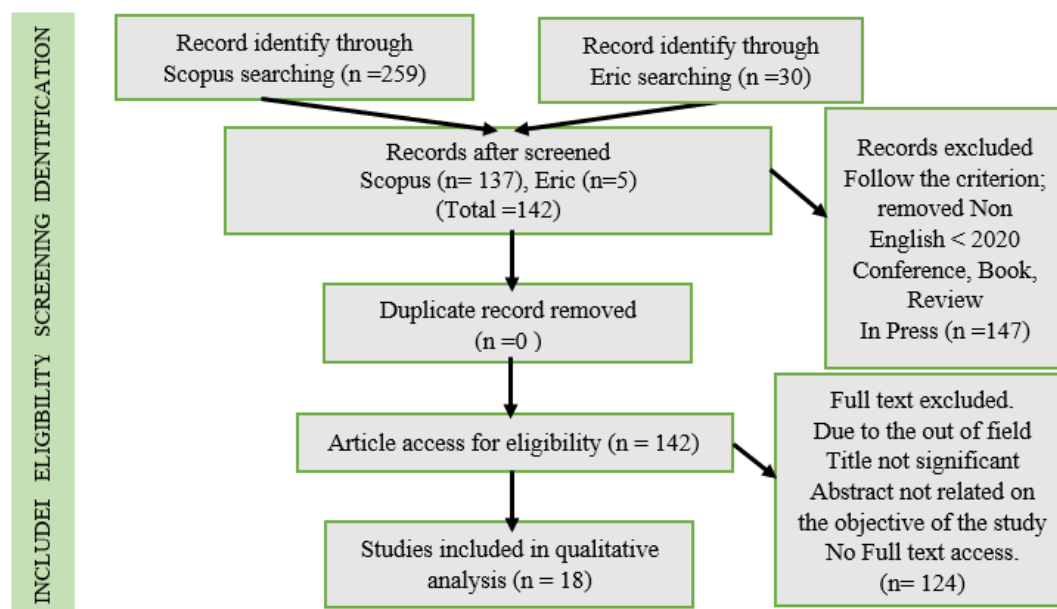 INCLUDEI ELIGIBILITY SCREENING IDENTIFICATION
Record identify through
Scopus searching (n =259)
Record identify through
Eric searching (n =30)
Records after screened
Scopus (n= 137), Eric (n=5)
(Total =142)
Records excluded
Follow the criterion;
removed Non
English < 2020
Conference, Book,
Review
In Press (n =147)
Duplicate record removed
(n =0 )
Article access for eligibility (n = 142)
Full text excluded.
Due to the out of field
Title not significant
Abstract not related on
the objective of the study
No Full text access.
(n= 124)
Studies included in qualitative
analysis (n = 18)